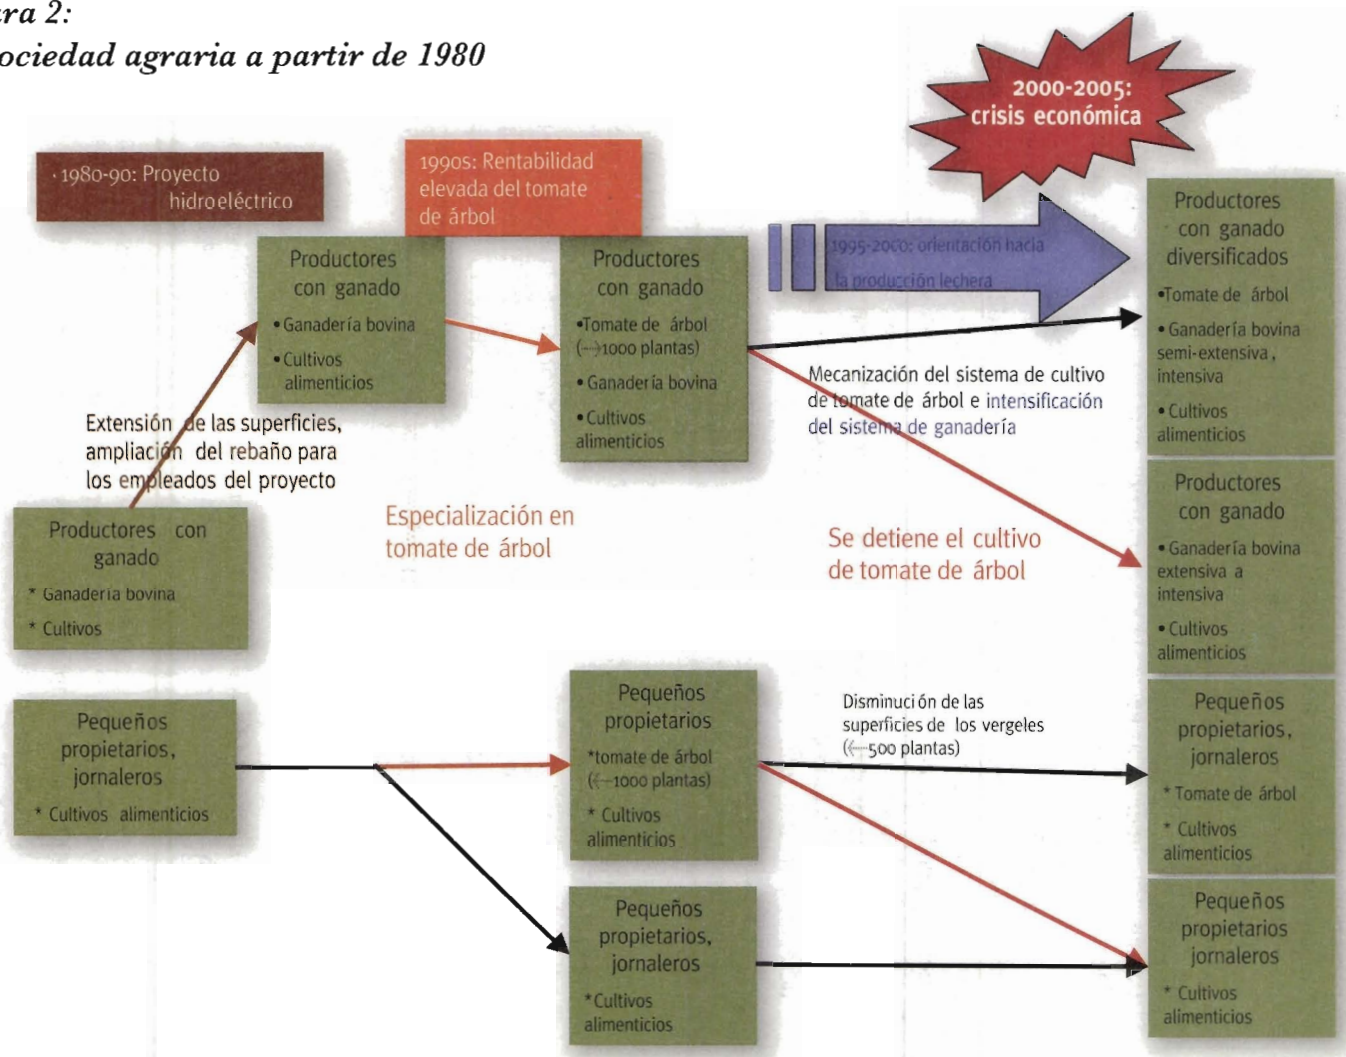 ra 2:
ociedad agraria a partir de 1980
2000-2005:
crisis económica
· 1980-90: Proyecto
hidroeléctrico
1990s: Rentabilidad
elevada del tomate
de árbol
Productores
con ganado
• Ganadería bovina
• Cultivos
alimenticios
Productores
con ganado
•Tomate de árbol
(--→1000 plantas)
• Ganadería bovina
• Cultivos
alimenticios
1995-2000: orientación hacia
la producción lechera
Productores
con ganado
diversificados
•Tomate de árbol
• Ganadería bovina
semi-extensiva,
intensiva
• Cultivos
alimenticios
Extensión de las superficies,
ampliación del rebaño para
los empleados del proyecto
Mecanización del sistema de cultivo
de tomate de árbol e intensificación
del sistema de ganadería
Productores con
ganado
* Ganadería bovina
* Cultivos
Especialización en
tomate de árbol
Se detiene el cultivo
de tomate de árbol
Productores
con ganado
• Ganadería bovina
extensiva a
intensiva
• Cultivos
alimenticios
Pequeños
propietarios,
jornaleros
* Cultivos alimenticios
Pequeños
propietarios
*tomate de árbol
(←--1000 plantas)
* Cultivos
alimenticios
Disminución de las
superficies de los vergeles
(←--500 plantas)
Pequeños
propietarios,
jornaleros
* Tomate de árbol
* Cultivos
alimenticios
Pequeños
propietarios,
jornaleros
*Cultivos
alimenticios
Pequeños
propietarios
jornaleros
* Cultivos
alimenticios